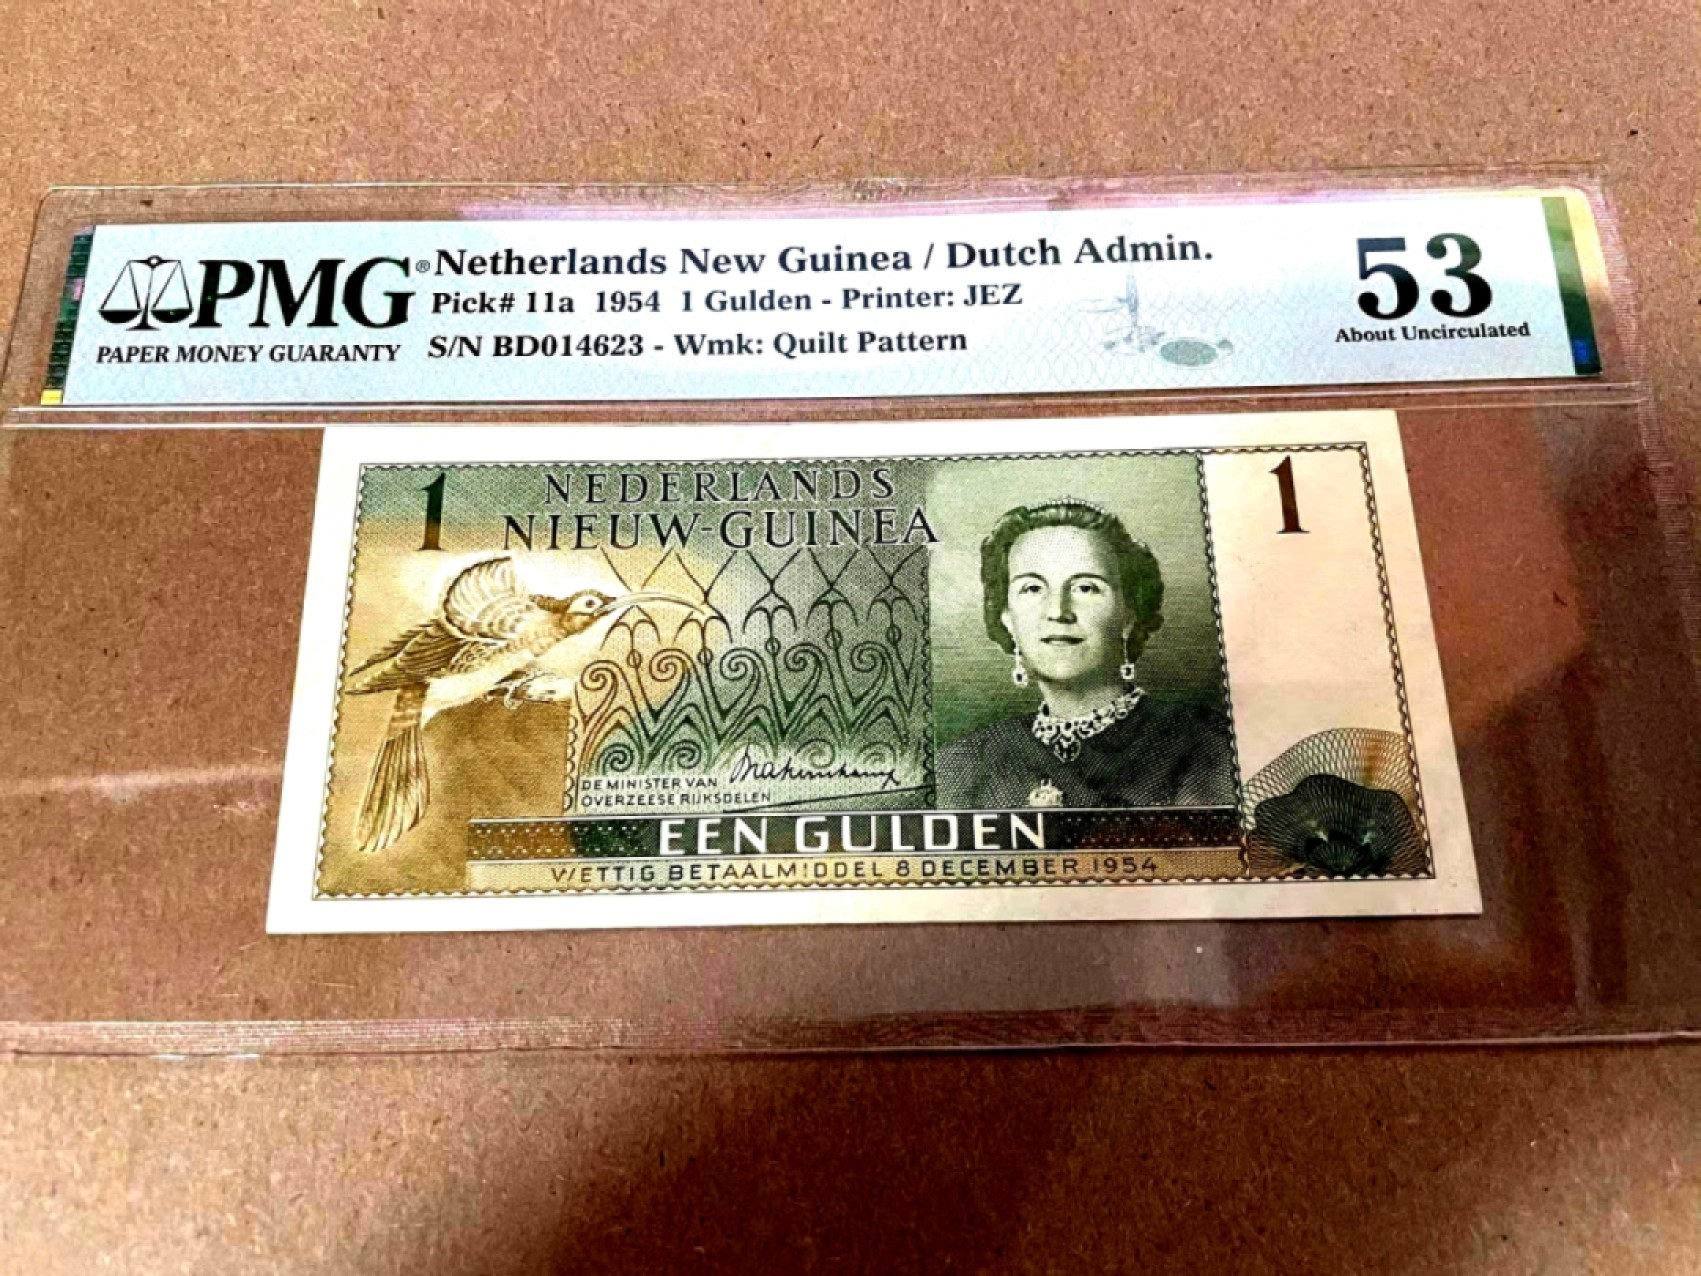 PMG®
PAPER MONEY GUARANTY
Netherlands New Guinea / Dutch Admin.
Pick# 11a 1954 1 Gulden - Printer: JEZ
S/N BD014623 - Wmk: Quilt Pattern
53
About Uncirculated
1
NEDERLANDS
NIEUW-GUINEA
1
DE MINISTER VAN
OVERZEESE RIJKSDELEN
EEN GULDEN
WETTIG BETAALMIDDEL 8 DECEMBER 1954